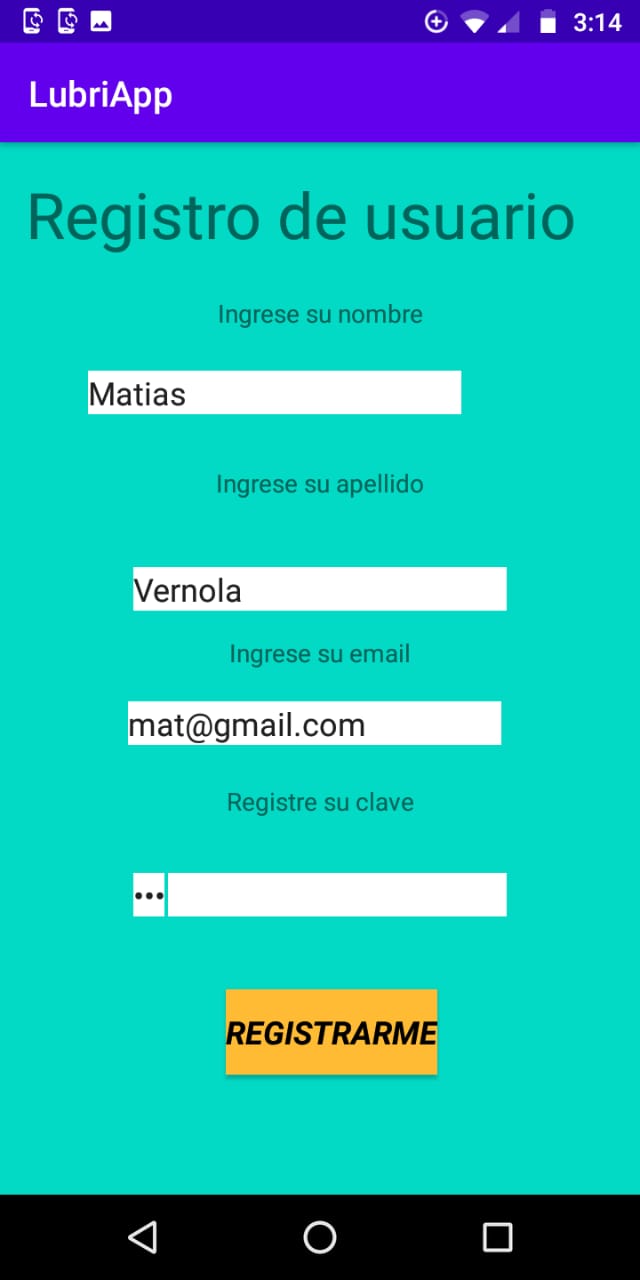 3:14
LubriApp
Registro de usuario
Ingrese su nombre
Matias
Ingrese su apellido
Vernola
Ingrese su email
mat@gmail.com
Registre su clave
•••
REGISTRARME